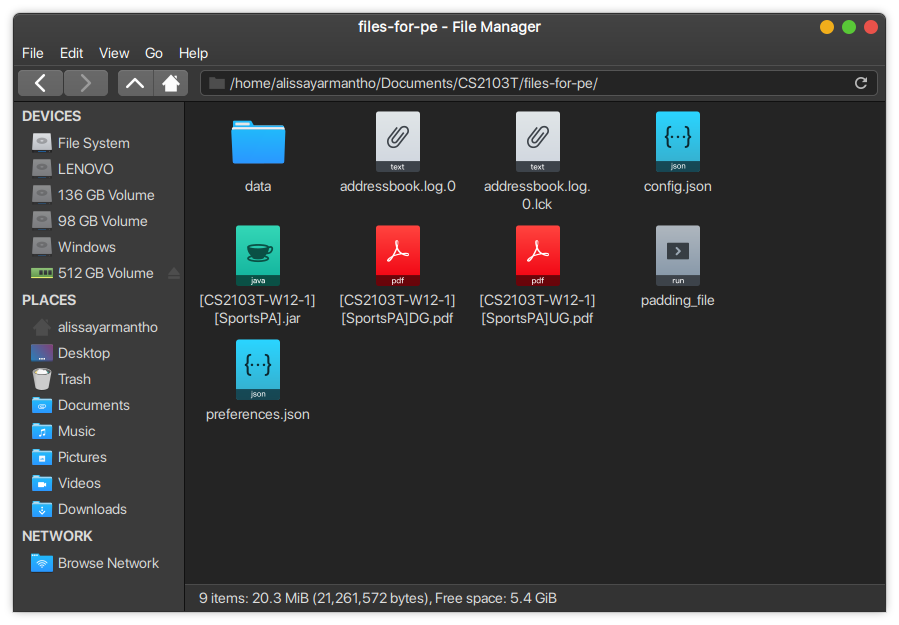 files-for-pe - File Manager
File Edit View Go Help
/home/alissayarmantho/Documents/CS2103T/files-for-pe/
DEVICES
File System
LENOVO
136 GB Volume
98 GB Volume
Windows
512 GB Volume
PLACES
alissayarmantho
Desktop
Trash
Documents
Music
Pictures
Videos
Downloads
NETWORK
Browse Network
data
text
addressbook.log.0
text
addressbook.log.
0.lck
{...}
json
config.json
java
[CS2103T-W12-1]
[SportsPA].jar
pdf
[CS2103T-W12-1]
[SportsPA]DG.pdf
pdf
[CS2103T-W12-1]
[SportsPA]UG.pdf
run
padding_file
{...}
json
preferences.json
9 items: 20.3 MiB (21,261,572 bytes), Free space: 5.4 GiB